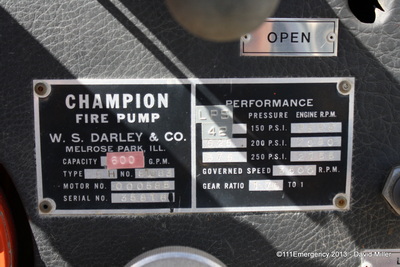 OPEN
CHAMPION
FIRE PUMP
W. S. DARLEY & CO.
MELROSE PARK, ILL.
CAPACITY 600 G.P.M.
TYPE NO.
MOTOR NO.
SERIAL NO.
PERFORMANCE
PRESSURE ENGINE R.P.M.
150 P.S.I.
200 P.S.I.
250 P.S.I.
GOVERNED SPEED R.P.M.
GEAR RATIO TO 1
©111Emergency 2013 - David Miller